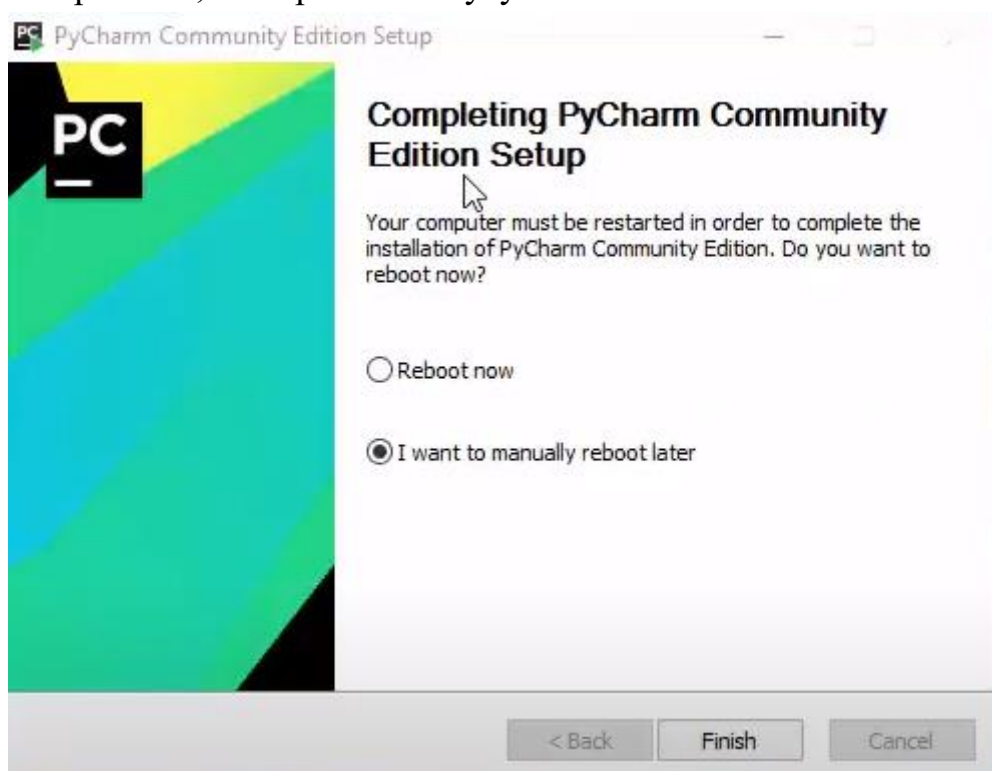 PyCharm Community Edition Setup
PC
Completing PyCharm Community
Edition Setup
Your computer must be restarted in order to complete the
installation of PyCharm Community Edition. Do you want to
reboot now?
Reboot now
I want to manually reboot later
< Back Finish Cancel